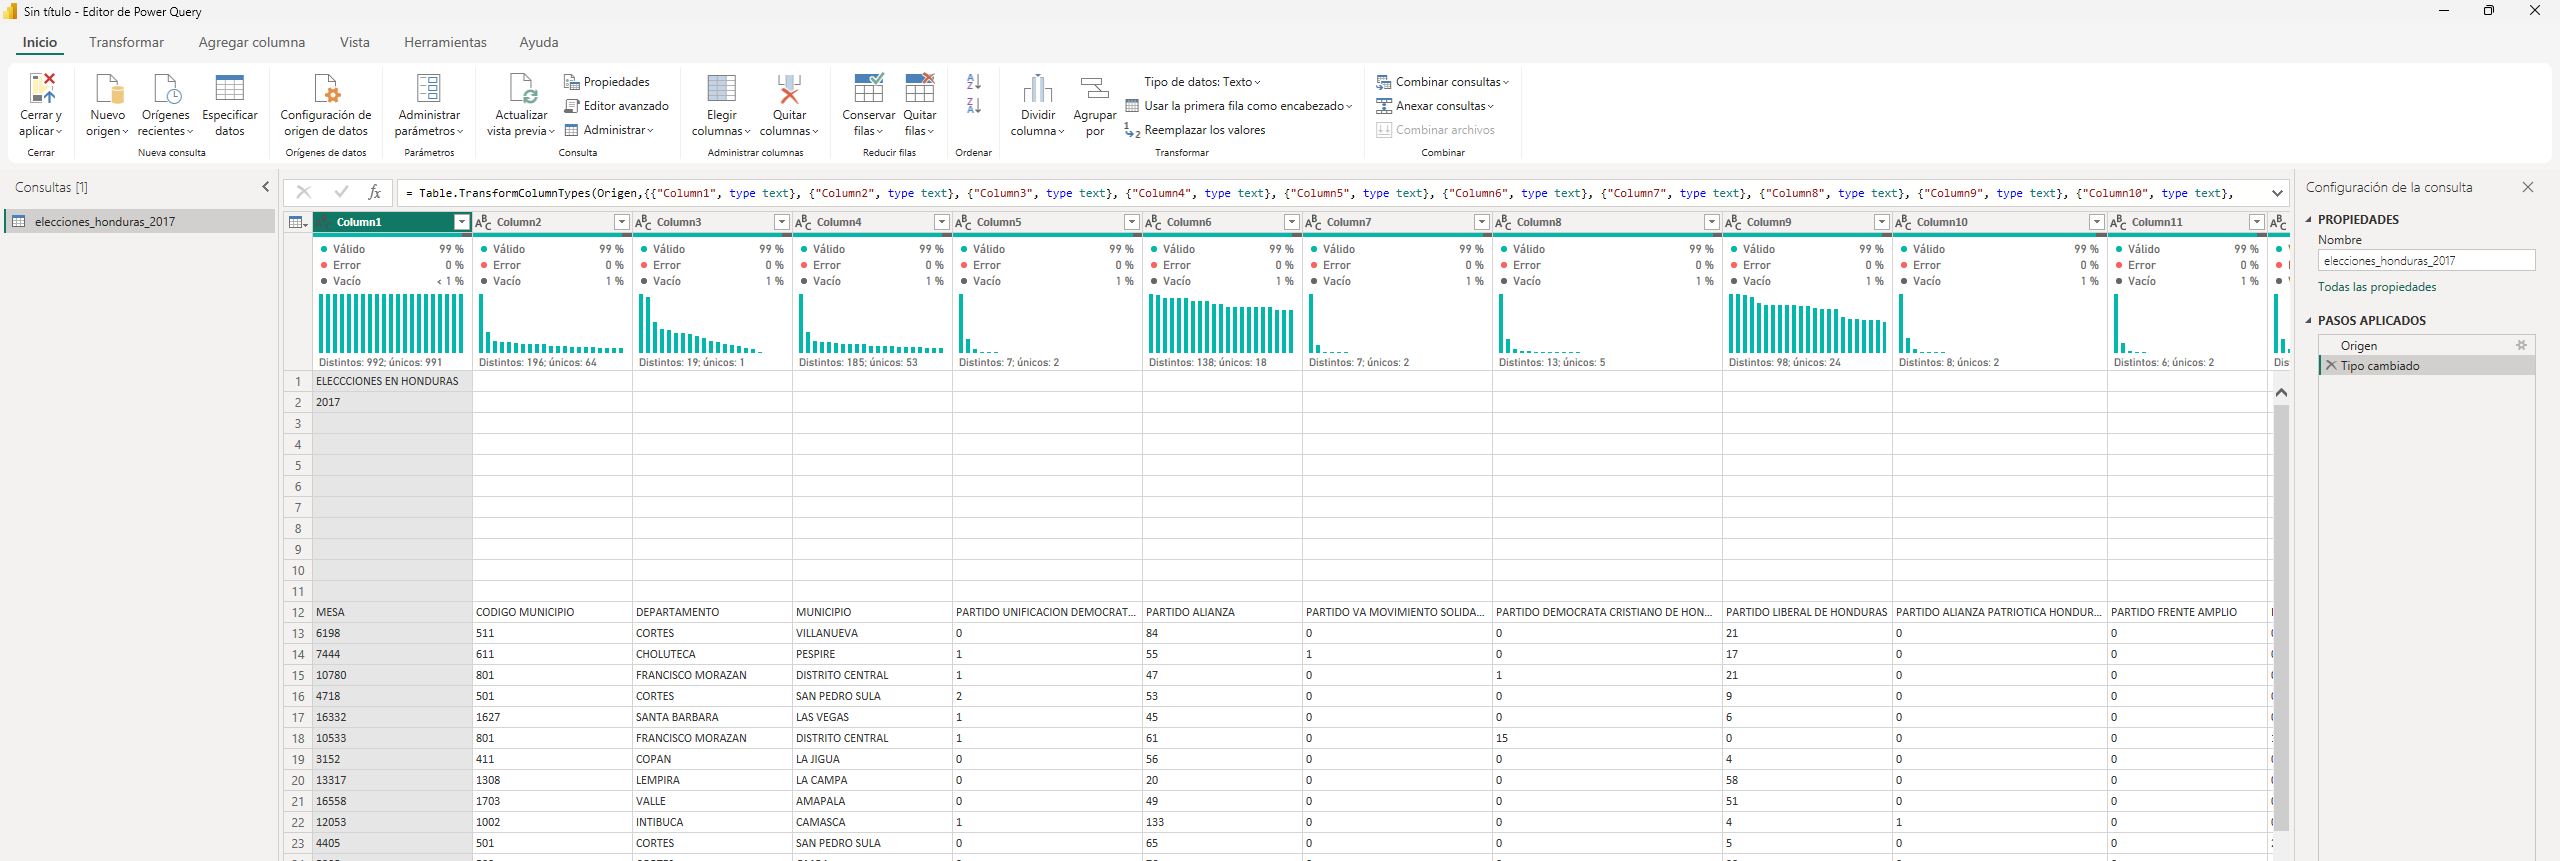 Sin título - Editor de Power Query
Inicio Transformar Agregar columna Vista Herramientas Ayuda
Cerrar y aplicar
Nuevo origen
Orígenes recientes
Especificar datos
Configuración de origen de datos
Administrar parámetros
Actualizar vista previa
Propiedades
Editor avanzado
Administrar
Elegir columnas
Quitar columnas
Conservar filas
Quitar filas
Dividir columna
Agrupar por
Tipo de datos: Texto
Usar la primera fila como encabezado
Reemplazar los valores
Combinar consultas
Anexar consultas
Combinar archivos
Cerrar Nueva consulta Orígenes de datos Parámetros Consulta Administrar columnas Reducir filas Ordenar Transformar Combinar
Consultas [1]
elecciones_honduras_2017
fx = Table.TransformColumnTypes(Origen,{{"Column1", type text}, {"Column2", type text}, {"Column3", type text}, {"Column4", type text}, {"Column5", type text}, {"Column6", type text}, {"Column7", type text}, {"Column8", type text}, {"Column9", type text}, {"Column10", type text},
Column1 Column2 Column3 Column4 Column5 Column6 Column7 Column8 Column9 Column10 Column11
Válido 99 % Válido 99 % Válido 99 % Válido 99 % Válido 99 % Válido 99 % Válido 99 % Válido 99 % Válido 99 % Válido 99 % Válido 99 %
Error 0 % Error 0 % Error 0 % Error 0 % Error 0 % Error 0 % Error 0 % Error 0 % Error 0 % Error 0 % Error 0 %
Vacío < 1 % Vacío 1 % Vacío 1 % Vacío 1 % Vacío 1 % Vacío 1 % Vacío 1 % Vacío 1 % Vacío 1 % Vacío 1 % Vacío 1 %
Distintos: 992; únicos: 991 Distintos: 196; únicos: 64 Distintos: 19; únicos: 1 Distintos: 185; únicos: 53 Distintos: 7; únicos: 2 Distintos: 138; únicos: 18 Distintos: 7; únicos: 2 Distintos: 13; únicos: 5 Distintos: 98; únicos: 24 Distintos: 8; únicos: 2 Distintos: 6; únicos: 2 Dis
1 ELECCCIONES EN HONDURAS
2 2017
3
4
5
6
7
8
9
10
11
12 MESA CODIGO MUNICIPIO DEPARTAMENTO MUNICIPIO PARTIDO UNIFICACION DEMOCRAT... PARTIDO ALIANZA PARTIDO VA MOVIMIENTO SOLIDA... PARTIDO DEMOCRATA CRISTIANO DE HON... PARTIDO LIBERAL DE HONDURAS PARTIDO ALIANZA PATRIOTICA HONDUR... PARTIDO FRENTE AMPLIO
13 6198 511 CORTES VILLANUEVA 0 84 0 0 21 0 0
14 7444 611 CHOLUTECA PESPIRE 1 55 1 0 17 0 0
15 10780 801 FRANCISCO MORAZAN DISTRITO CENTRAL 1 47 0 1 21 0 0
16 4718 501 CORTES SAN PEDRO SULA 2 53 0 0 9 0 0
17 16332 1627 SANTA BARBARA LAS VEGAS 1 45 0 0 6 0 0
18 10533 801 FRANCISCO MORAZAN DISTRITO CENTRAL 1 61 0 15 0 0 0
19 3152 411 COPAN LA JIGUA 0 56 0 0 4 0 0
20 13317 1308 LEMPIRA LA CAMPA 0 20 0 0 58 0 0
21 16558 1703 VALLE AMAPALA 0 49 0 0 51 0 0
22 12053 1002 INTIBUCA CAMASCA 1 133 0 0 4 1 0
23 4405 501 CORTES SAN PEDRO SULA 0 65 0 0 5 0 0
Configuración de la consulta
PROPIEDADES
Nombre
elecciones_honduras_2017
Todas las propiedades
PASOS APLICADOS
Origen
Tipo cambiado